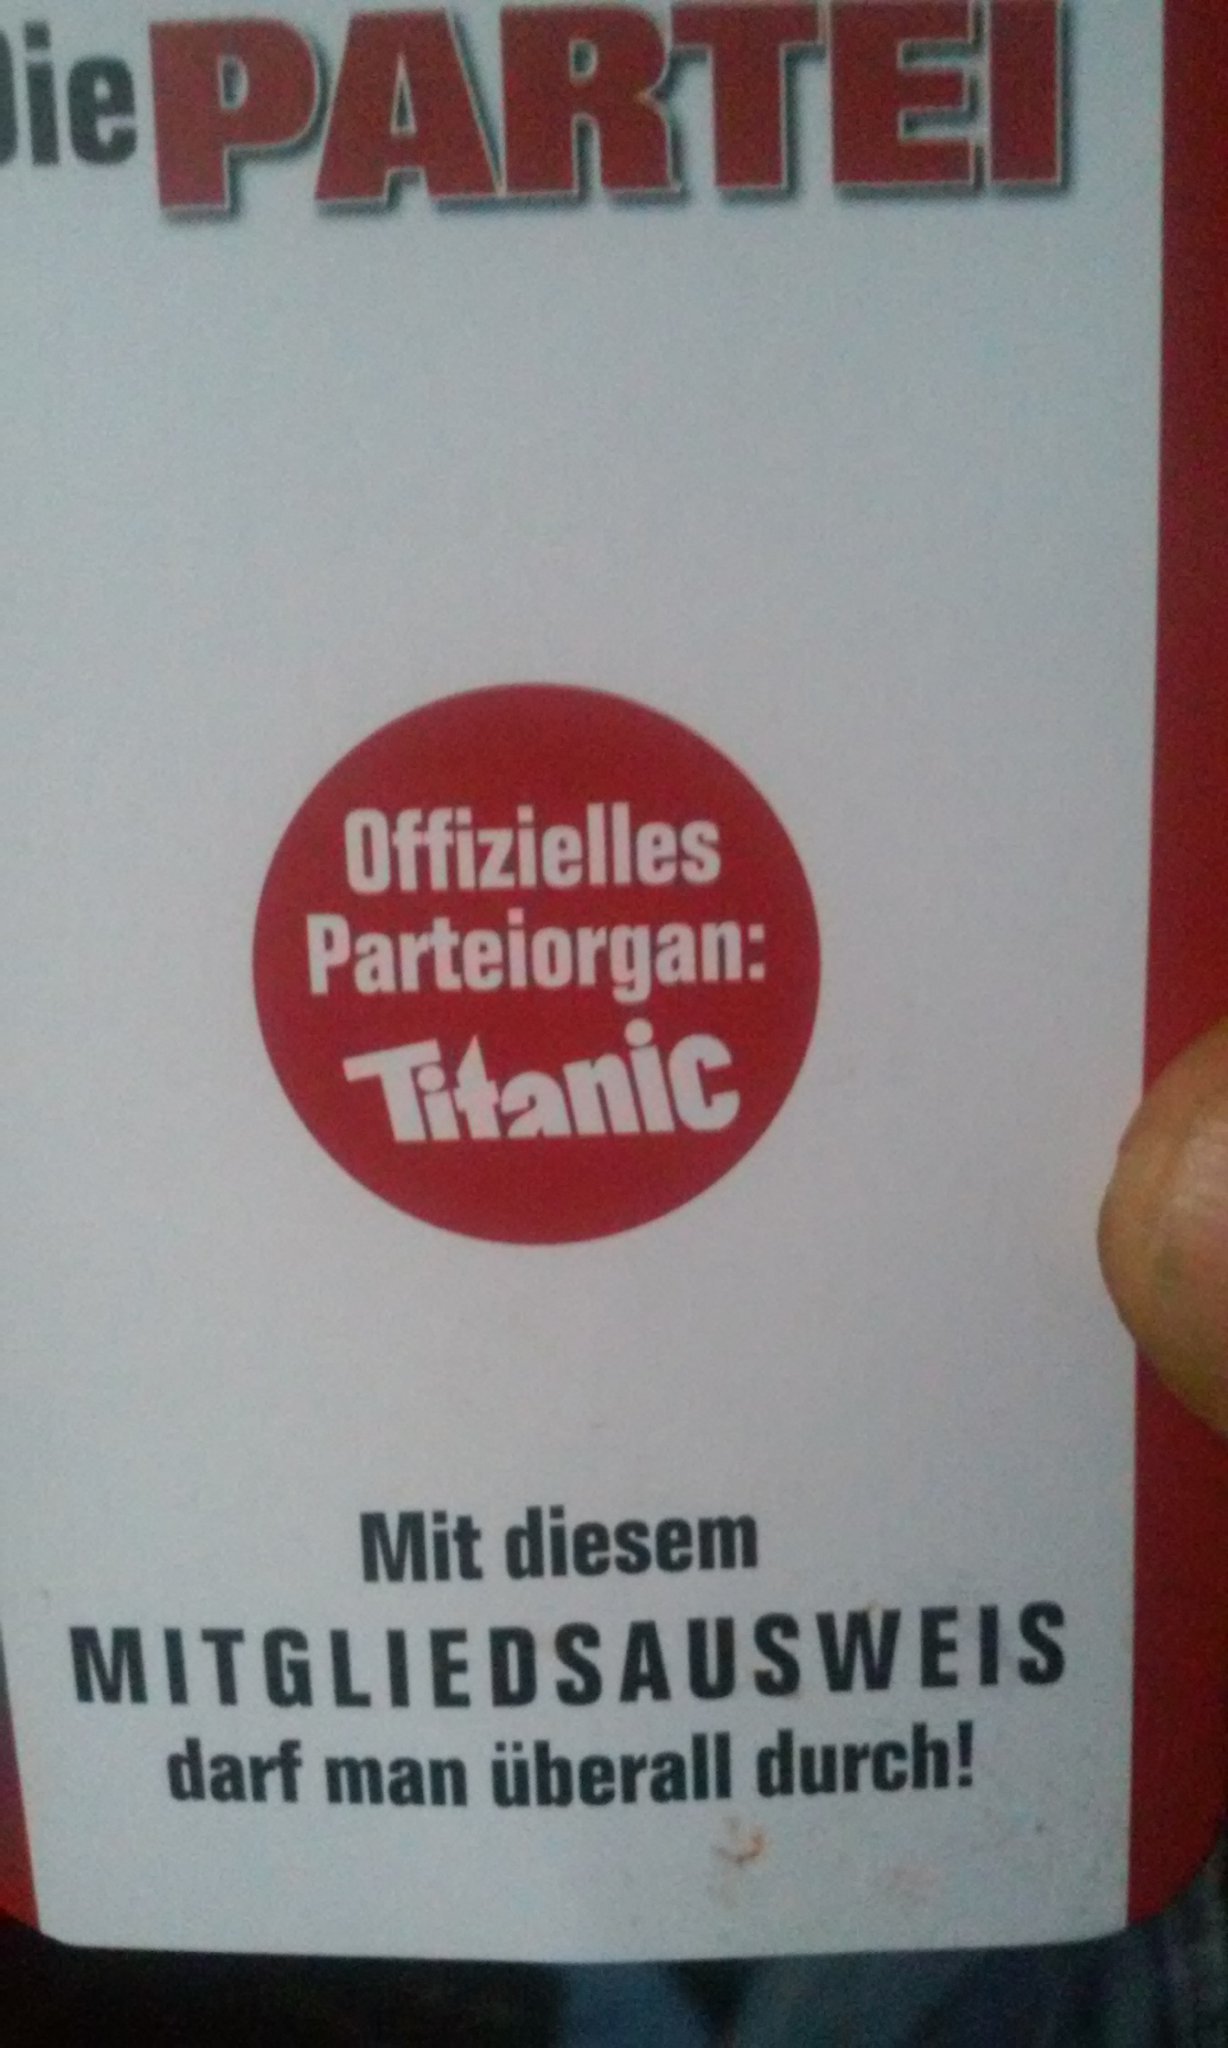 Die PARTEI
Offizielles
Parteiorgan:
Titanic
Mit diesem
MITGLIEDSAUSWEIS
darf man überall durch!